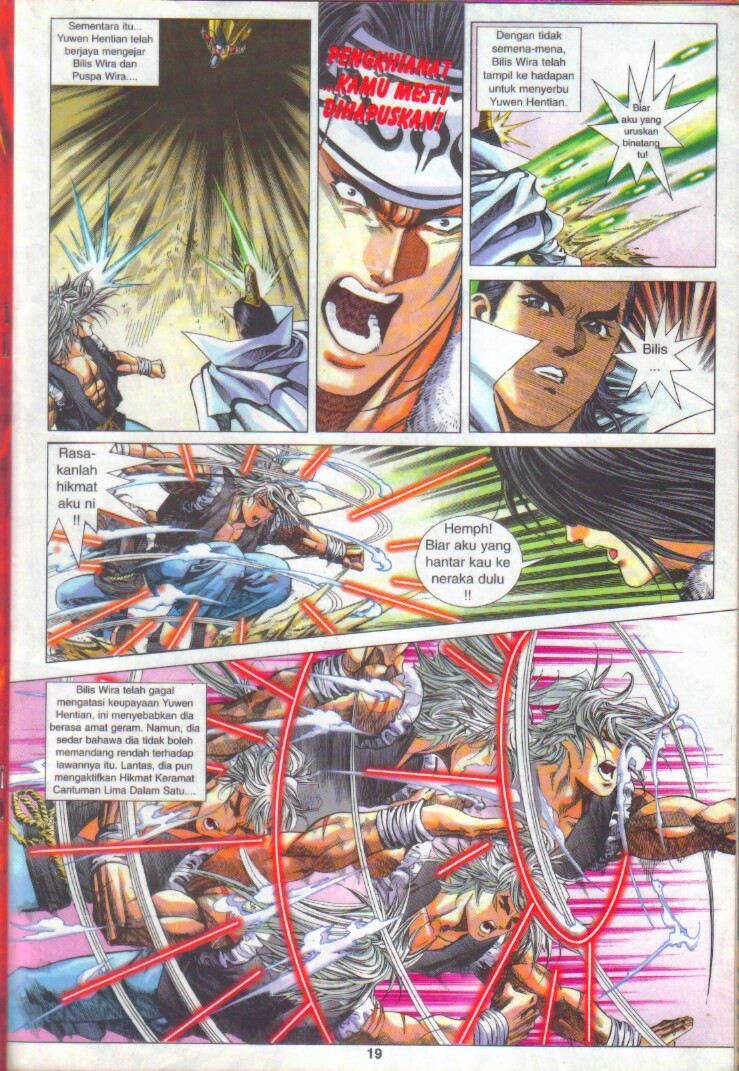 Sementara itu...
Yuwen Hentian telah
berjaya mengejar
Bilis Wira dan
Puspa Wira....
PENGKHIANAT
...KAMU MESTI
DIHAPUSKAN!
Dengan tidak
semena-mena,
Bilis Wira telah
tampil ke hadapan
untuk menyerbu
Yuwen Hentian.
Biar
aku yang
uruskan
binatang
tu!
Bilis
...
Rasa-
kanlah
hikmat
aku ni
!!
Hemph!
Biar aku yang
hantar kau ke
neraka dulu
!!
Bilis Wira telah gagal
mengatasi keupayaan Yuwen
Hentian, ini menyebabkan dia
berasa amat geram. Namun, dia
sedar bahawa dia tidak boleh
memandang rendah terhadap
lawannya itu. Lantas, dia pun
mengaktifkan Hikmat Keramat
Cantuman Lima Dalam Satu....
19